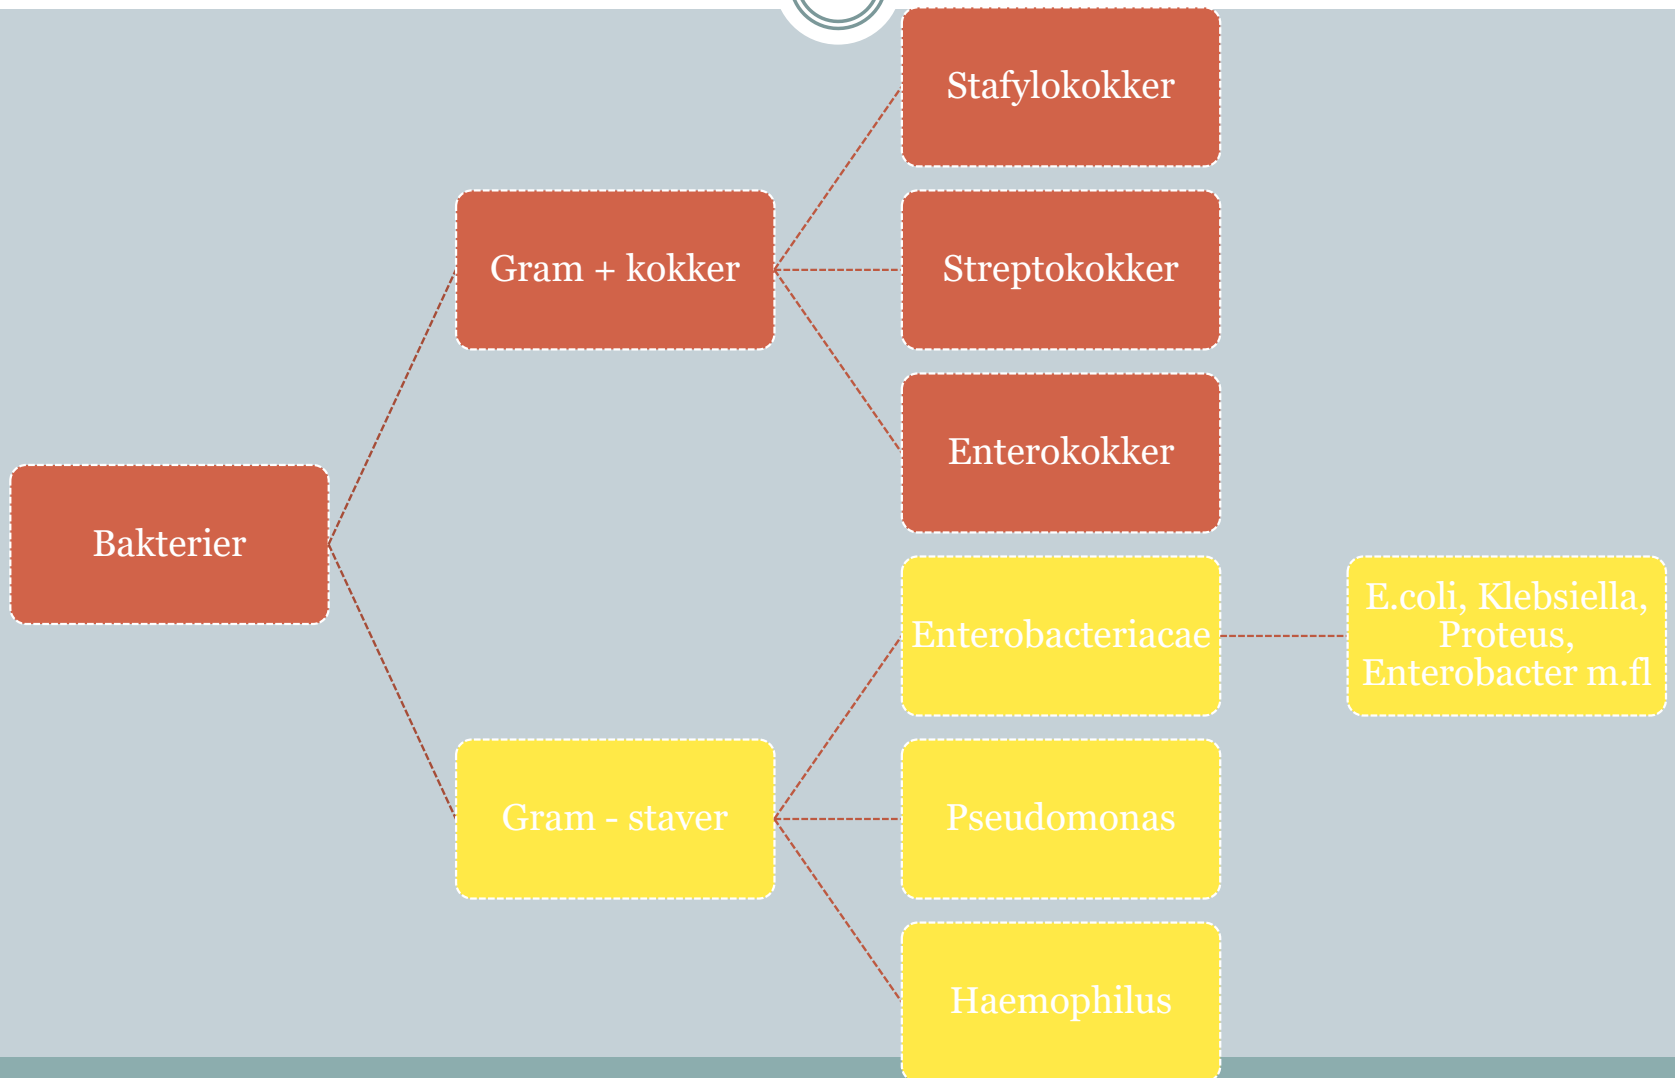 Bakterier
Gram + kokker
Stafylokokker
Streptokokker
Enterokokker
Gram - staver
Enterobacteriacae
E.coli, Klebsiella,
Proteus,
Enterobacter m.fl
Pseudomonas
Haemophilus